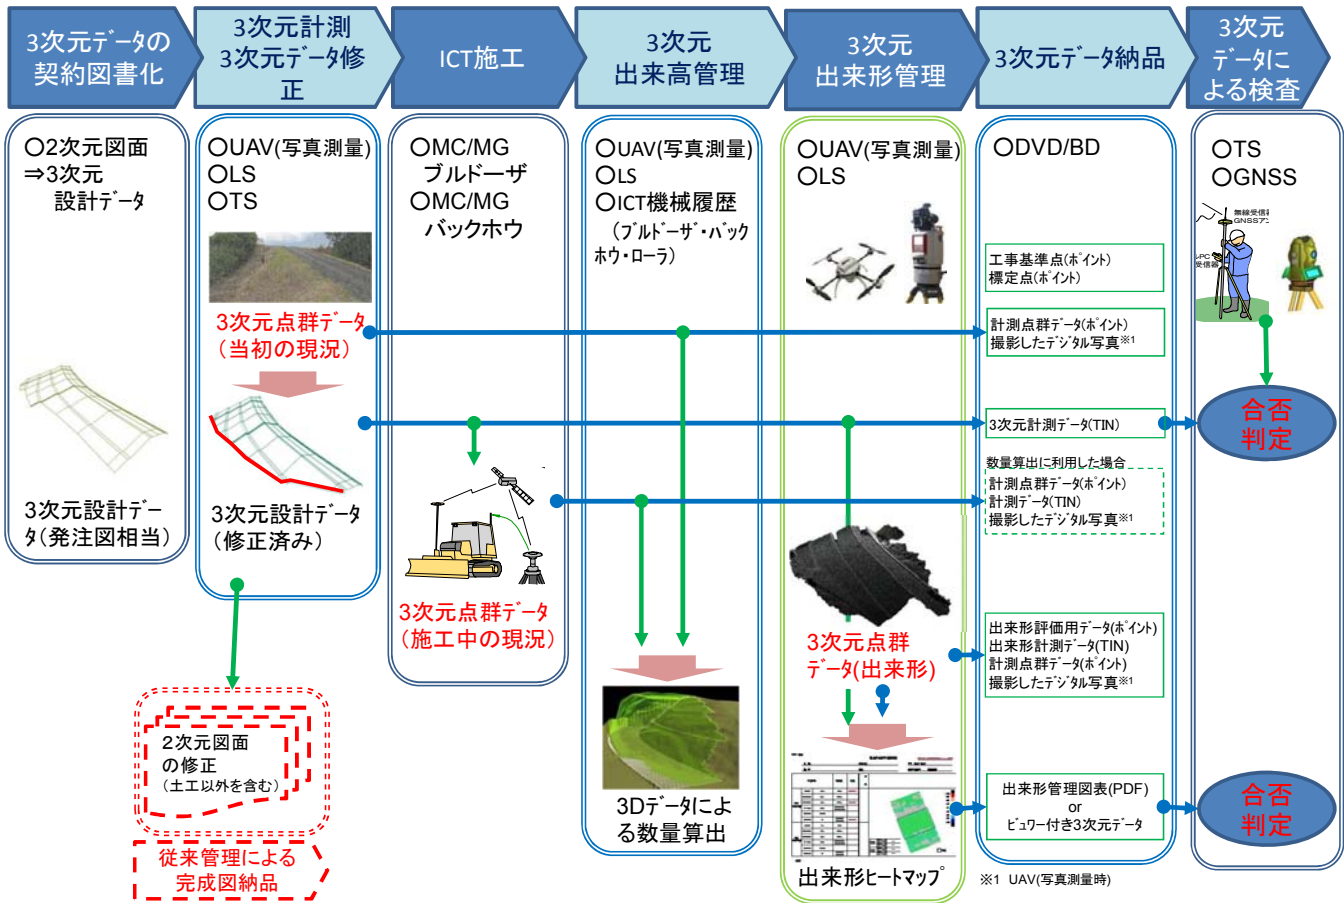 3次元データの
契約図書化
3次元計測
3次元データ修
正
ICT施工
3次元
出来高管理
3次元
出来形管理
3次元データ納品
3次元
データに
よる検査
○2次元図面
⇒3次元
設計データ
3次元設計デー
タ(発注図相当)
○UAV(写真測量)
○LS
○TS
3次元点群データ
(当初の現況)
3次元設計データ
(修正済み)
2次元図面
の修正
(土工以外を含む)
従来管理による
完成図納品
○MC/MG
ブルドーザ
○MC/MG
バックホウ
3次元点群データ
(施工中の現況)
○UAV(写真測量)
○LS
○ICT機械履歴
(ブルドーザ・バック
ホウ・ローラ)
3Dデータによ
る数量算出
○UAV(写真測量)
○LS
3次元点群
データ(出来形)
出来形ヒートマップ
○DVD/BD
工事基準点(ポイント)
標定点(ポイント)
計測点群データ(ポイント)
撮影したデジタル写真※1
3次元計測データ(TIN)
数量算出に利用した場合
計測点群データ(ポイント)
計測データ(TIN)
撮影したデジタル写真※1
出来形評価用データ(ポイント)
出来形計測データ(TIN)
計測点群データ(ポイント)
撮影したデジタル写真※1
出来形管理図表(PDF)
or
ビュワー付き3次元データ
※1 UAV(写真測量時)
○TS
○GNSS
無線受信
GNSSアン
PC
受信器
合否
判定
合否
判定